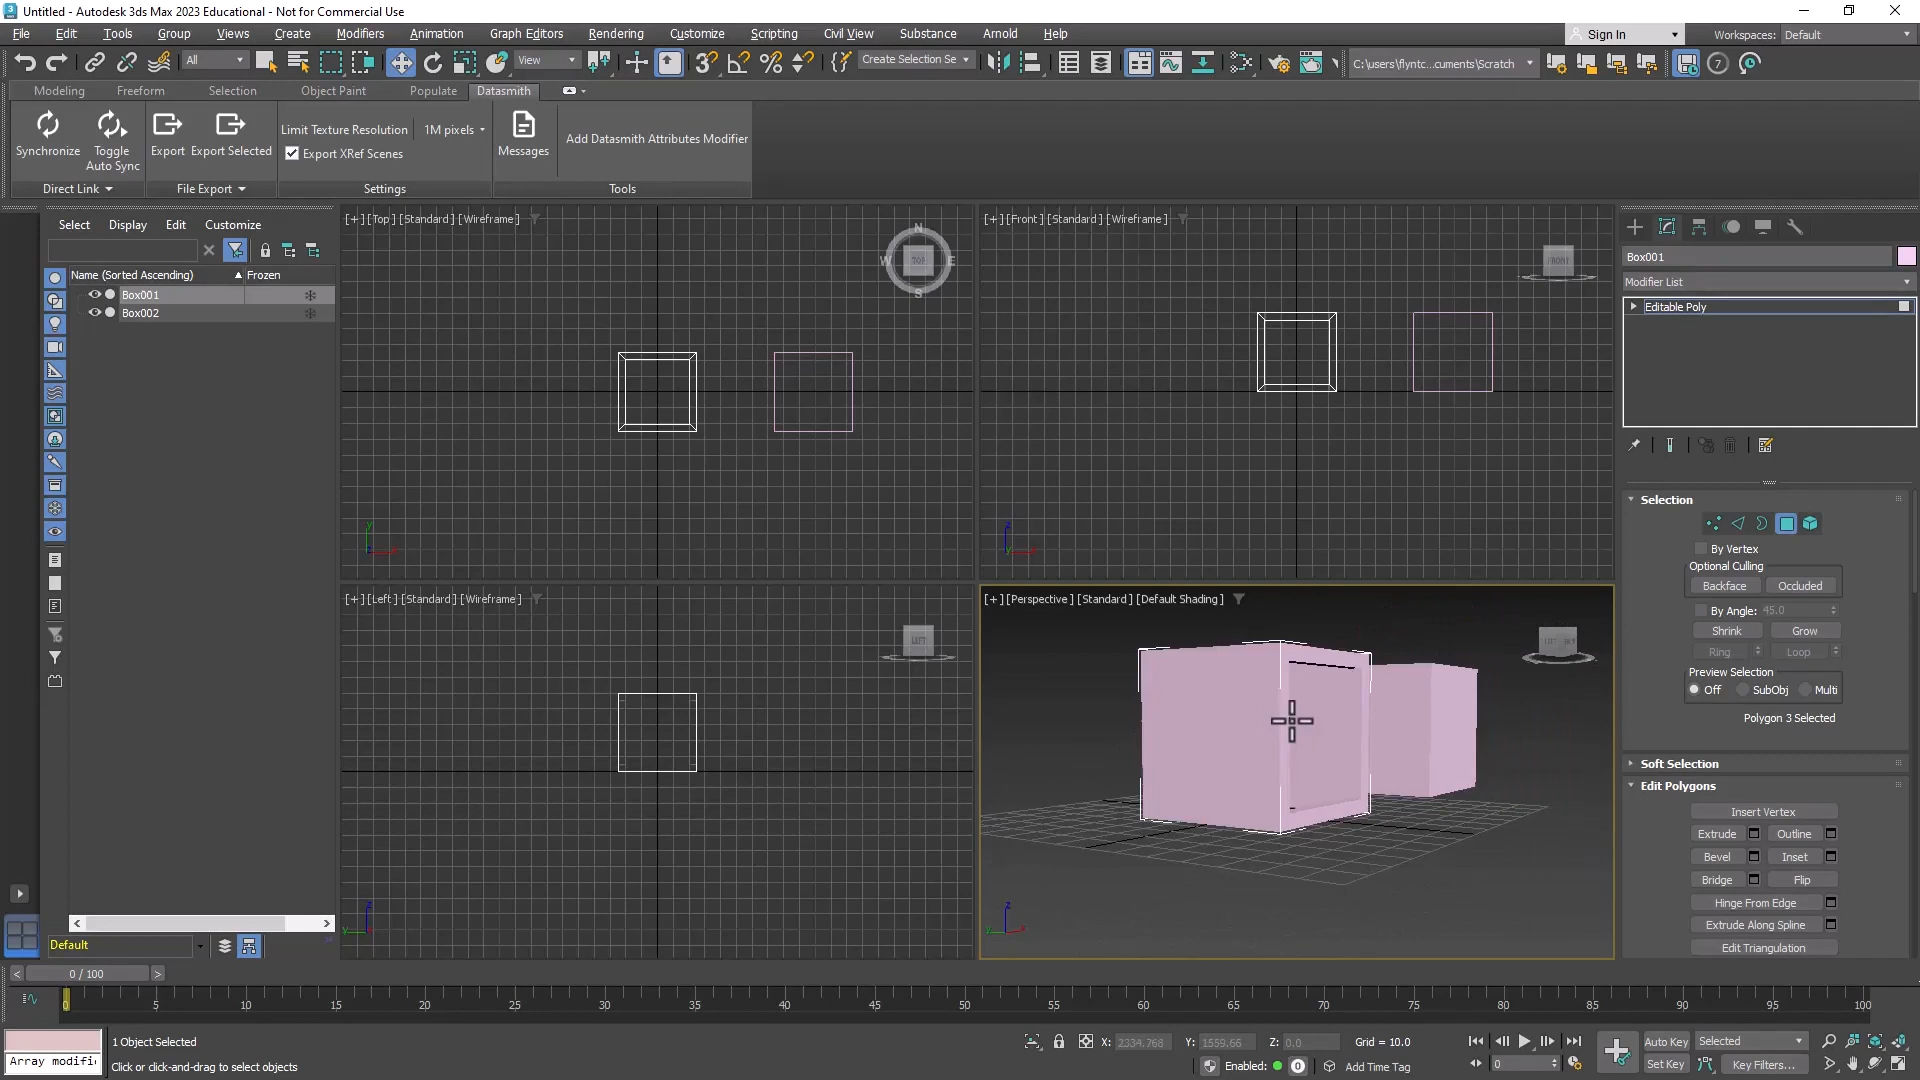 Untitled - Autodesk 3ds Max 2023 Educational - Not for Commercial Use
File Edit Tools Group Views Create Modifiers Animation Graph Editors Rendering Customize Scripting Civil View Substance Arnold Help
Sign In Workspaces: Default
All View Create Selection Se C:\users\flyntc...cuments\Scratch
Modeling Freeform Selection Object Paint Populate Datasmith
Limit Texture Resolution 1M pixels
Synchronize Toggle Auto Sync Export Export Selected Export XRef Scenes Messages Add Datasmith Attributes Modifier
Direct Link File Export Settings Tools
Select Display Edit Customize
Name (Sorted Ascending) Frozen
Box001
Box002
[+] [Top] [Standard] [Wireframe]
N
W TOP E
S
[+] [Front] [Standard] [Wireframe]
FRONT
[+] [Left] [Standard] [Wireframe]
LEFT
[+] [Perspective] [Standard] [Default Shading]
Box001
Modifier List
Editable Poly
Selection
By Vertex
Optional Culling
Backface Occluded
By Angle: 45.0
Shrink Grow
Ring Loop
Preview Selection
Off SubObj Multi
Polygon 3 Selected
Soft Selection
Edit Polygons
Insert Vertex
Extrude Outline
Bevel Inset
Bridge Flip
Hinge From Edge
Extrude Along Spline
Edit Triangulation
Default
0 / 100
0 5 10 15 20 25 30 35 40 45 50 55 60 65 70 75 80 85 90 95 100
1 Object Selected X: 2334.768 Y: 1559.66 Z: 0.0 Grid = 10.0 Auto Key Selected
Array modifi Click or click-and-drag to select objects Enabled: 0 Add Time Tag 0 Set Key Key Filters...